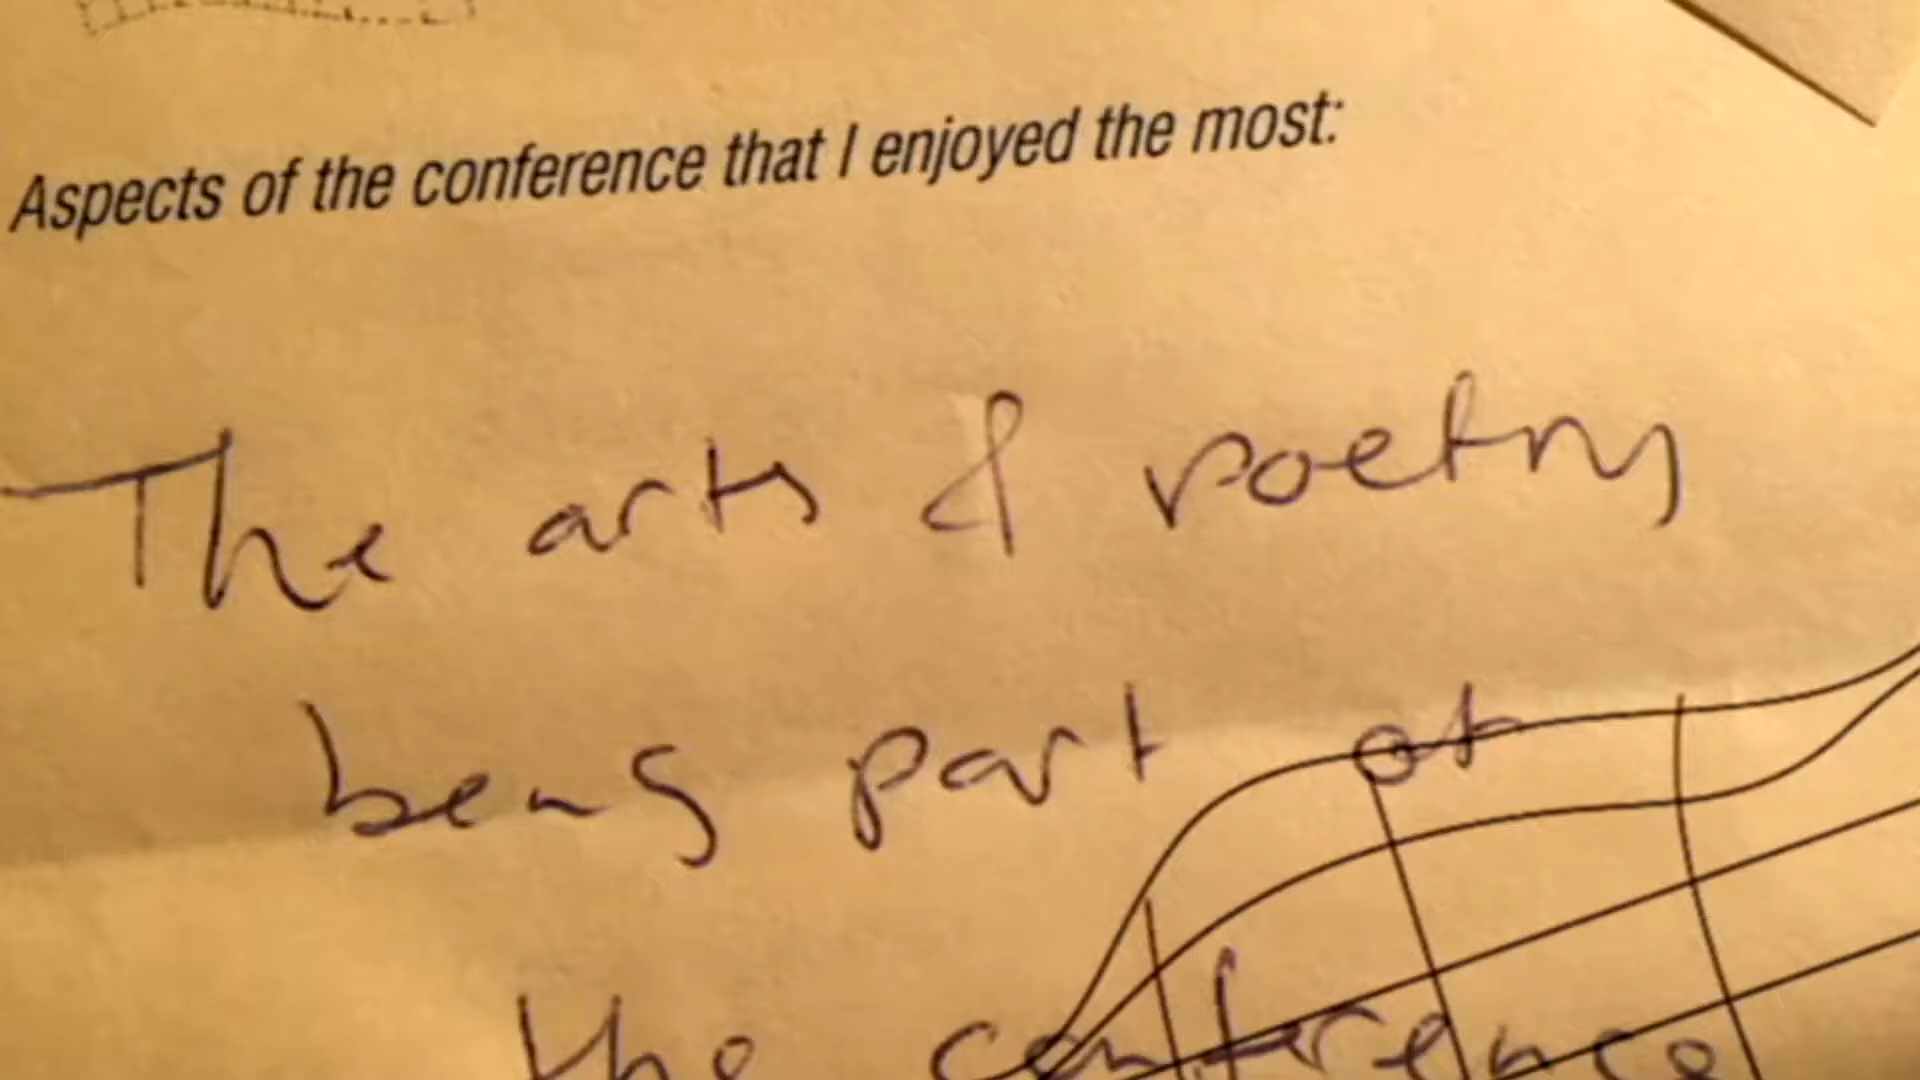 Aspects of the conference that I enjoyed the most:
The arts & poetry
being part of
the conference